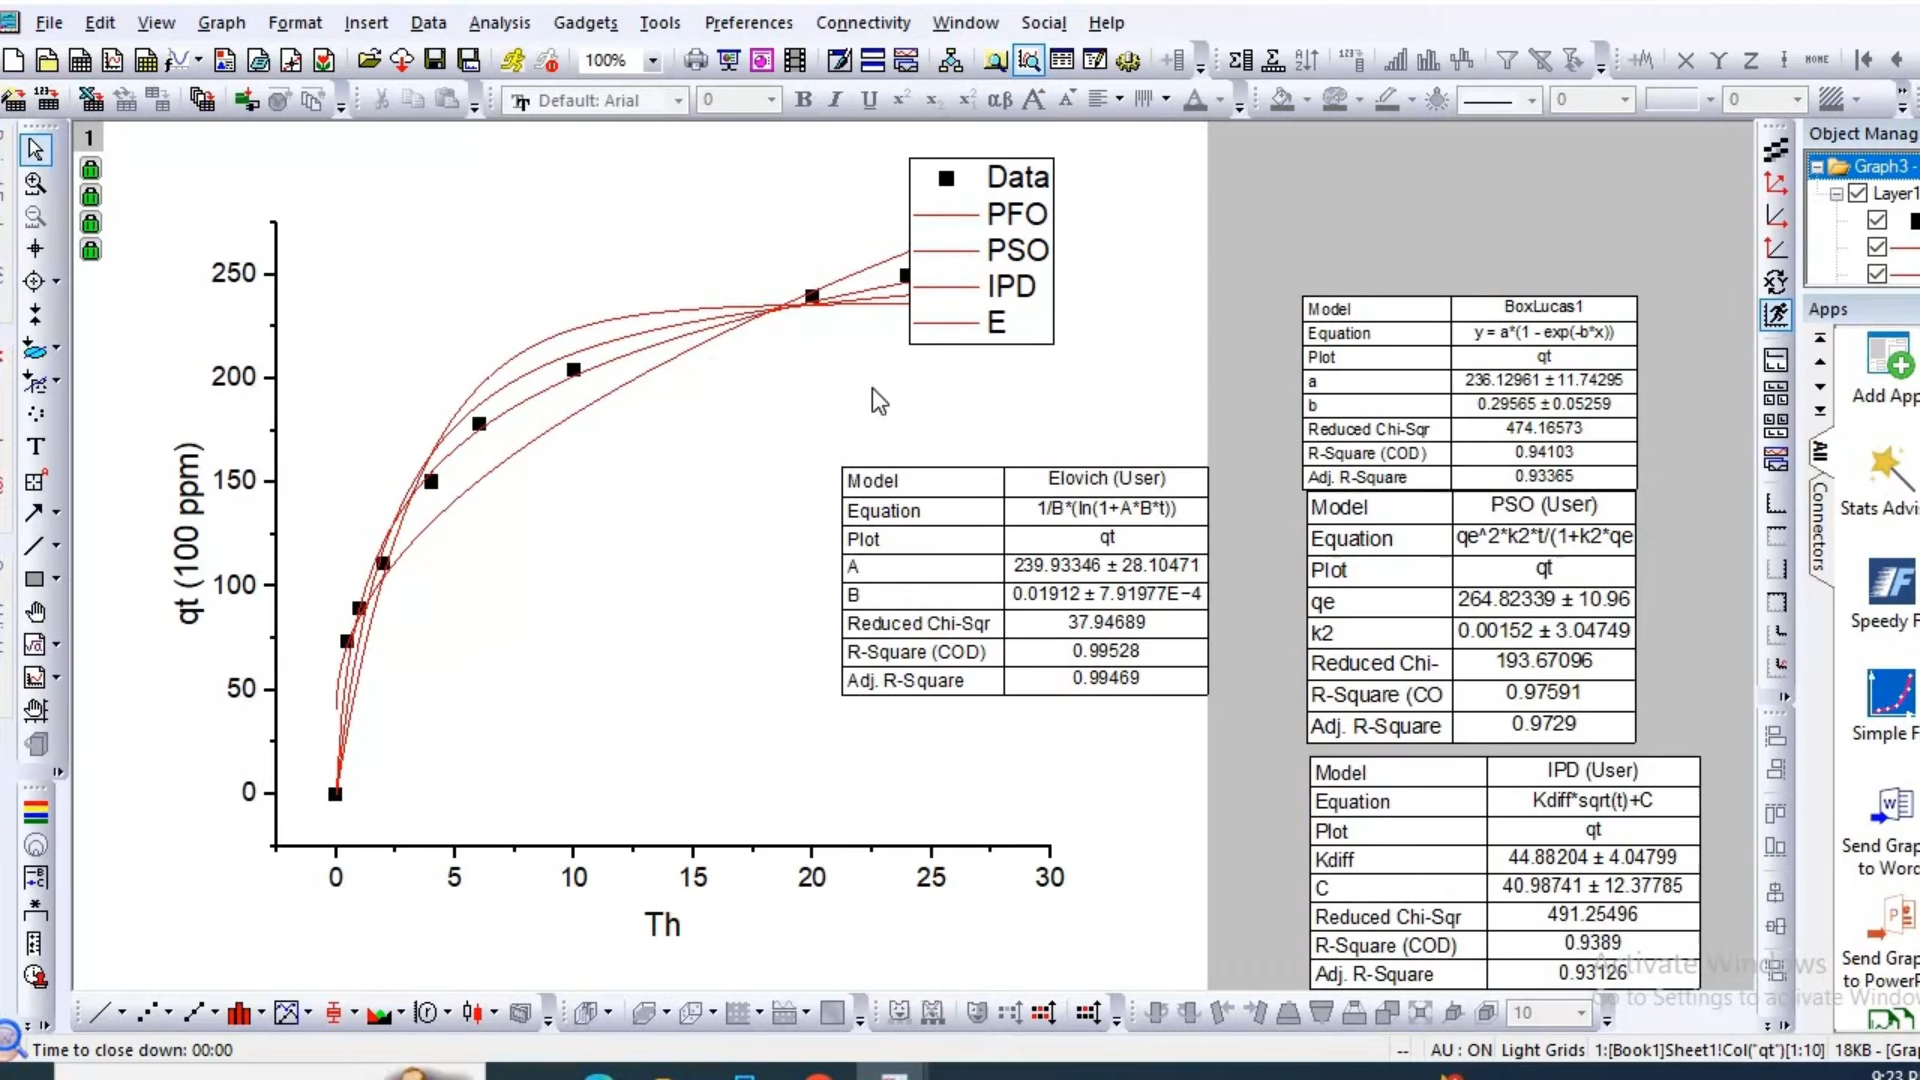 File Edit View Graph Format Insert Data Analysis Gadgets Tools Preferences Connectivity Window Social Help
100%
Default: Arial 0 0 0
1
Data
PFO
PSO
IPD
E
250
200
150
100
50
0
qt (100 ppm)
0 5 10 15 20 25 30
Th
Model Elovich (User)
Equation 1/B*(ln(1+A*B*t))
Plot qt
A 239.93346 ± 28.10471
B 0.01912 ± 7.91977E−4
Reduced Chi-Sqr 37.94689
R-Square (COD) 0.99528
Adj. R-Square 0.99469
Model BoxLucas1
Equation y = a*(1 - exp(-b*x))
Plot qt
a 236.12961 ± 11.74295
b 0.29565 ± 0.05259
Reduced Chi-Sqr 474.16573
R-Square (COD) 0.94103
Adj. R-Square 0.93365
Model PSO (User)
Equation qe^2*k2*t/(1+k2*qe
Plot qt
qe 264.82339 ± 10.96
k2 0.00152 ± 3.04749
Reduced Chi- 193.67096
R-Square (CO 0.97591
Adj. R-Square 0.9729
Model IPD (User)
Equation Kdiff*sqrt(t)+C
Plot qt
Kdiff 44.88204 ± 4.04799
C 40.98741 ± 12.37785
Reduced Chi-Sqr 491.25496
R-Square (COD) 0.9389
Adj. R-Square 0.93126
Activate Windows
Go to Settings to activate Window
Object Manag
Graph3 -
Layer1
Apps
All
Connectors
Add App
Stats Advi
Speedy F
Simple F
Send Grap
to Word
Send Grap
to PowerP
10
Time to close down: 00:00
-- AU : ON Light Grids 1:[Book1]Sheet1!Col("qt")[1:10] 18KB - [Grap